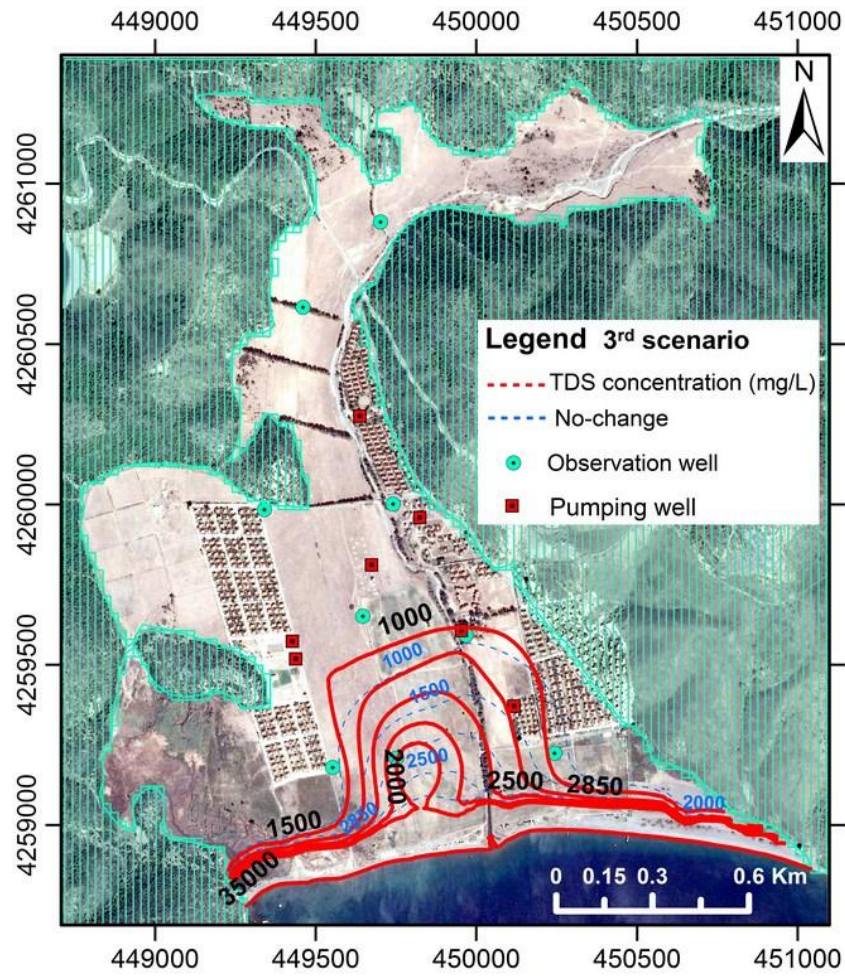 449000 449500 450000 450500 451000
N
4261000
4260500
4260000
4259500
4259000
Legend 3rd scenario
TDS concentration (mg/L)
No-change
Observation well
Pumping well
1000
1000
1500
2500
2000
2500
2850
2000
1500
2850
35000
0 0.15 0.3 0.6 Km
449000 449500 450000 450500 451000